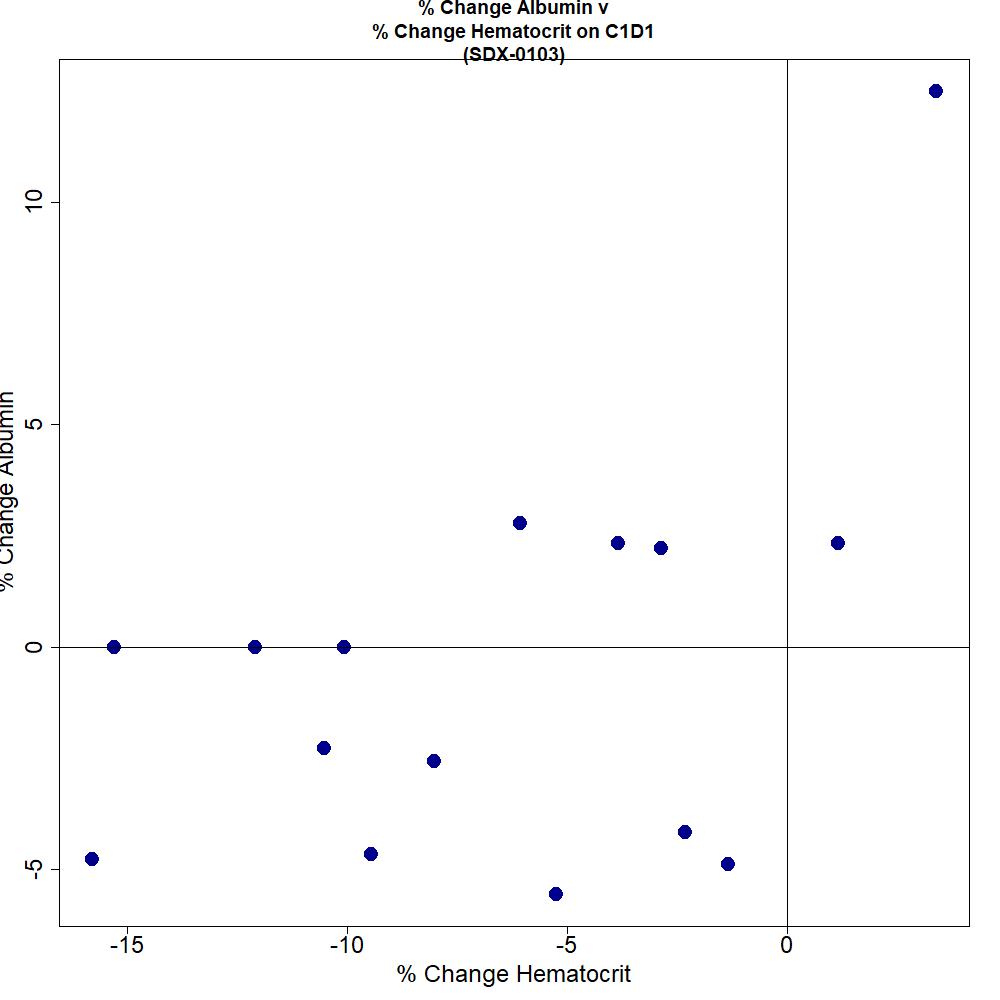 % Change Albumin v
% Change Hematocrit on C1D1
(SDX-0103)
% Change Albumin
10
5
0
-5
-15
-10
-5
0
% Change Hematocrit